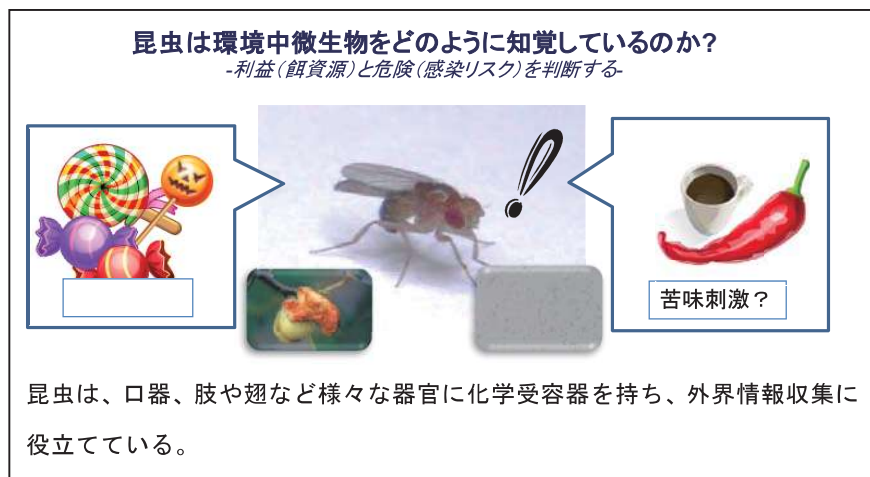 昆虫は環境中微生物をどのように知覚しているのか?
-利益(餌資源)と危険(感染リスク)を判断する-
苦味刺激?
昆虫は、口器、肢や翅など様々な器官に化学受容器を持ち、外界情報収集に
役立てている。